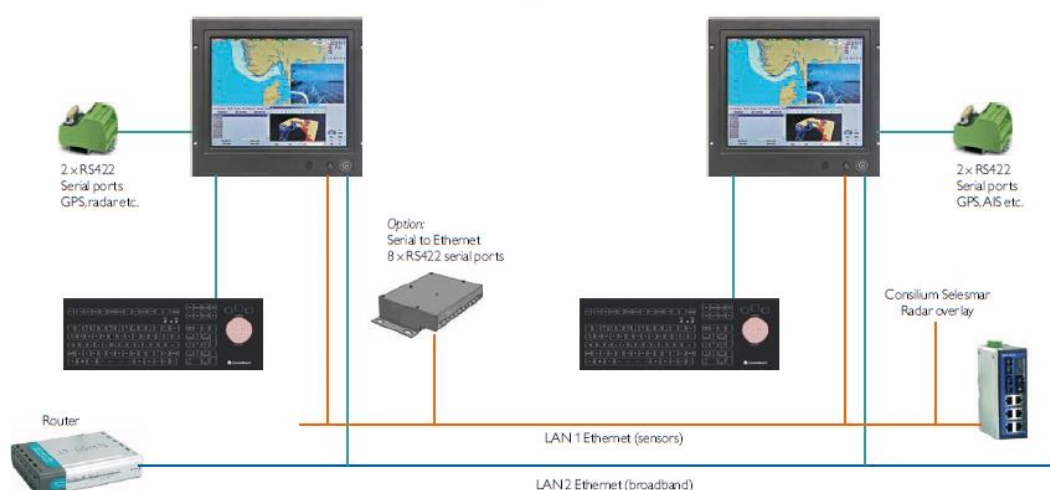 2 x RS422
Serial ports
GPS, radar etc.
2 x RS422
Serial ports
GPS, AIS etc.
Option:
Serial to Ethernet
8 x RS422 serial ports
Consilium Selesmar
Radar overlay
Router
LAN 1 Ethernet (sensors)
LAN 2 Ethernet (broadband)